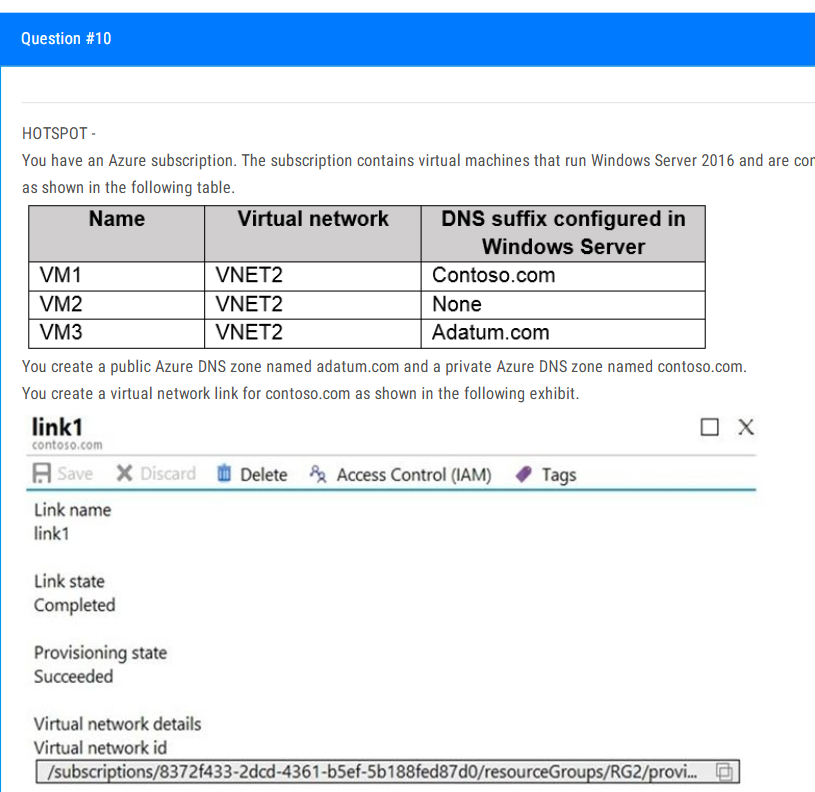 Question #10
HOTSPOT -
You have an Azure subscription. The subscription contains virtual machines that run Windows Server 2016 and are con
as shown in the following table.
Name Virtual network DNS suffix configured in
Windows Server
VM1 VNET2 Contoso.com
VM2 VNET2 None
VM3 VNET2 Adatum.com
You create a public Azure DNS zone named adatum.com and a private Azure DNS zone named contoso.com.
You create a virtual network link for contoso.com as shown in the following exhibit.
link1
contoso.com
Save Discard Delete Access Control (IAM) Tags
Link name
link1
Link state
Completed
Provisioning state
Succeeded
Virtual network details
Virtual network id
/subscriptions/8372f433-2dcd-4361-b5ef-5b188fed87d0/resourceGroups/RG2/provi...